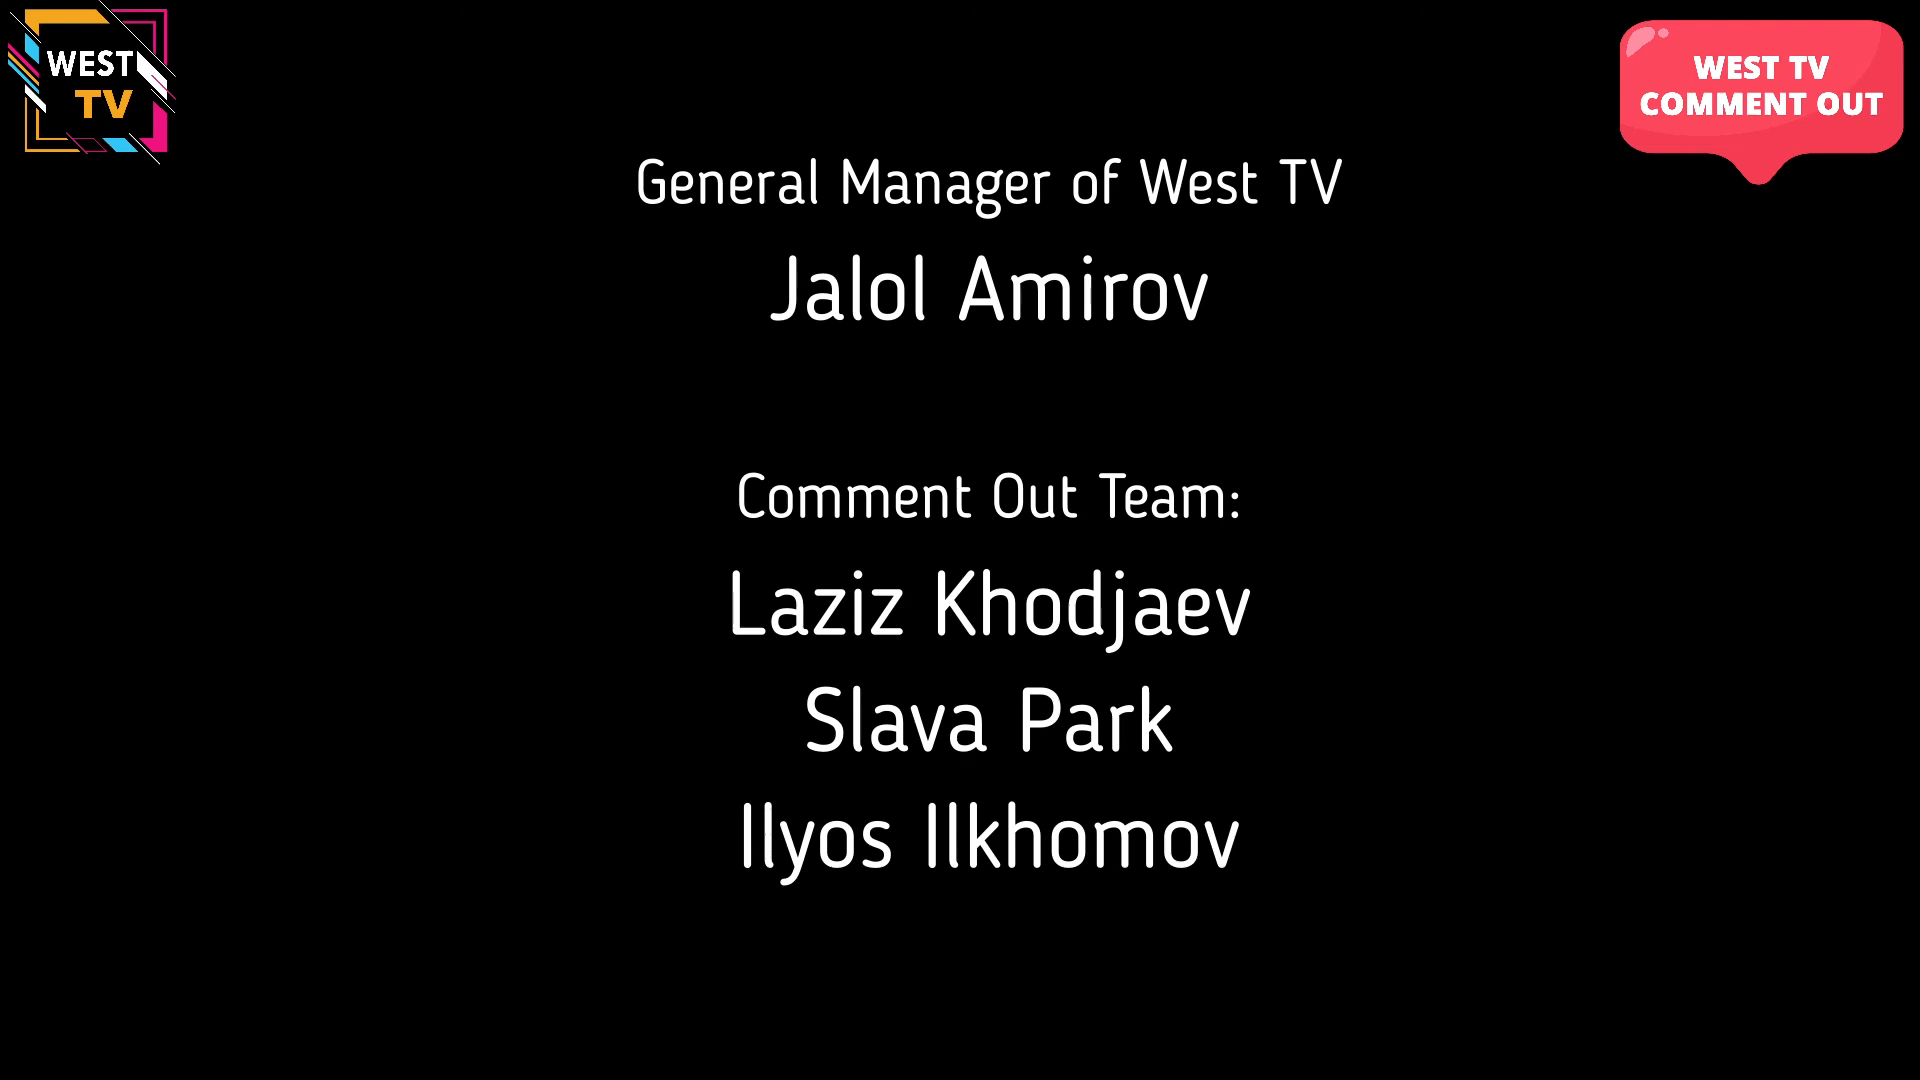 WEST
TV
WEST TV
COMMENT OUT
General Manager of West TV
Jalol Amirov
Comment Out Team:
Laziz Khodjaev
Slava Park
Ilyos Ilkhomov